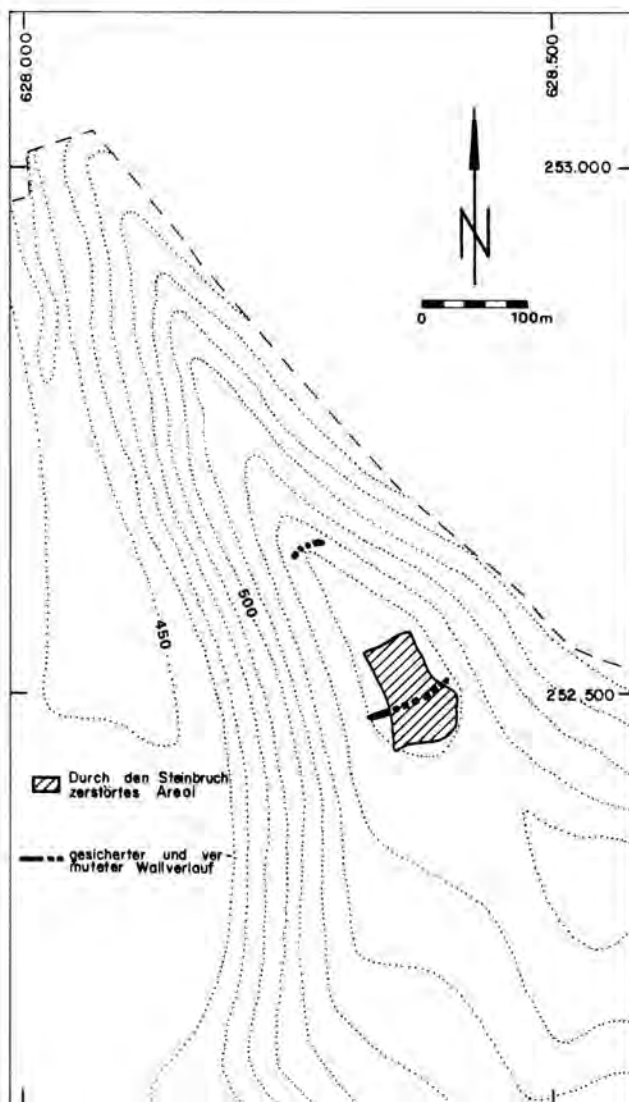 628.000
628.500
253.000
N
0 100m
500
450
252.500
Durch den Steinbruch
zerstörtes Areal
gesicherter und ver-
muteter Wallverlauf